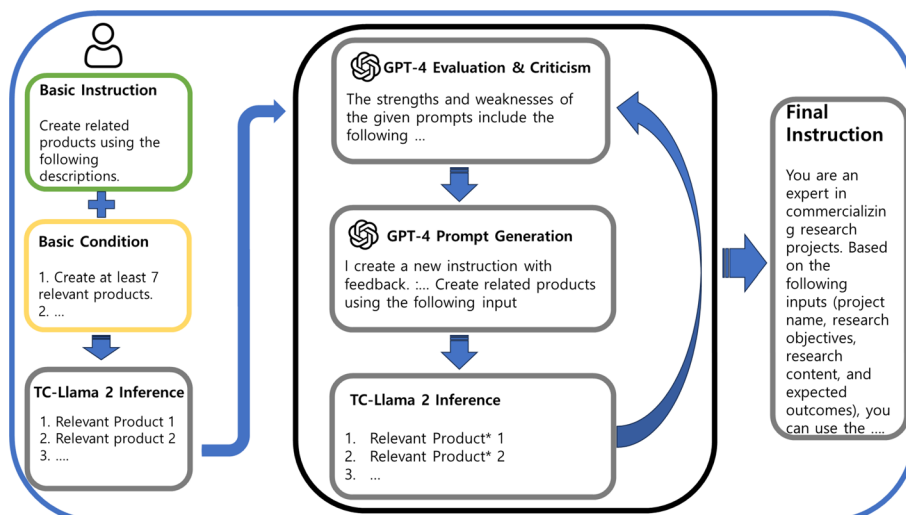 Basic Instruction
Create related
products using the
following
descriptions.
Basic Condition
1. Create at least 7
relevant products.
2. ...
TC-Llama 2 Inference
1. Relevant Product 1
2. Relevant product 2
3. ....
GPT-4 Evaluation & Criticism
The strengths and weaknesses of
the given prompts include the
following ...
GPT-4 Prompt Generation
I create a new instruction with
feedback. :... Create related products
using the following input
TC-Llama 2 Inference
1. Relevant Product* 1
2. Relevant Product* 2
3. ...
Final
Instruction
You are an
expert in
commercializin
g research
projects. Based
on the
following
inputs (project
name, research
objectives,
research
content, and
expected
outcomes), you
can use the ....